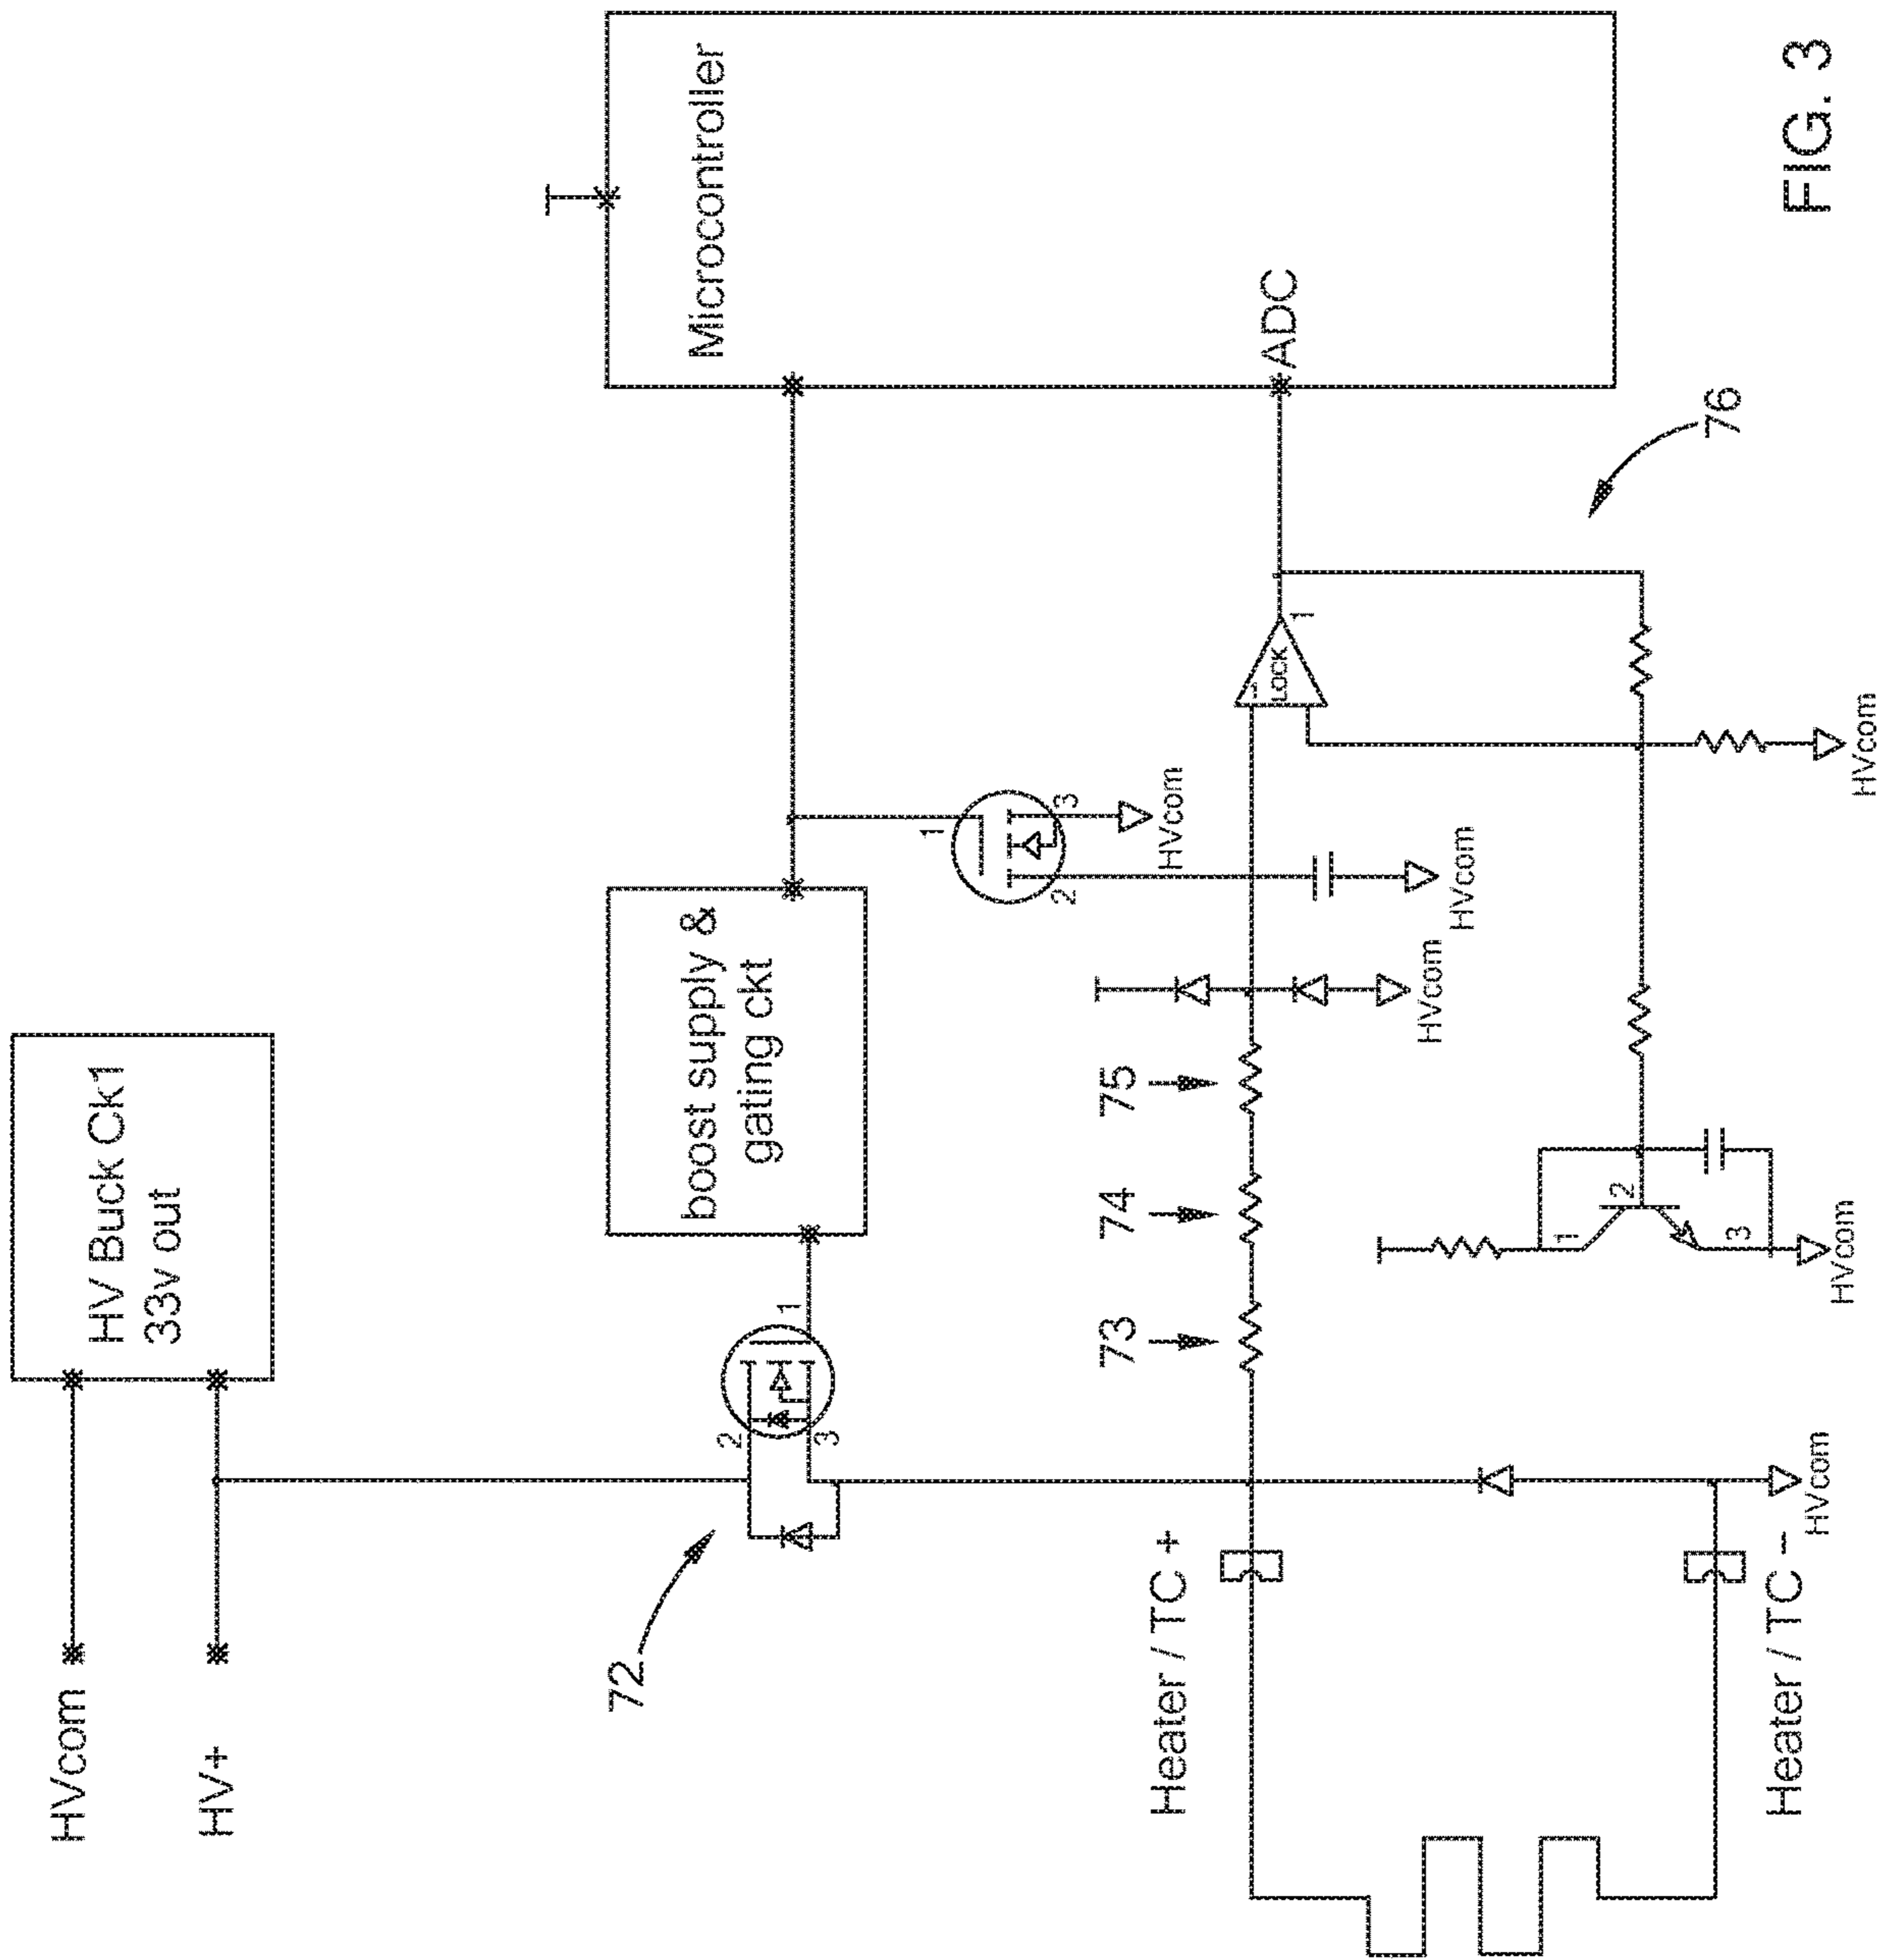 HVcom
HV+
HV Buck Ck1
33v out
72
2
3
1
boost supply &
gating ckt
Microcontroller
1
2
3
HVcom
Heater / TC +
73
74
75
HVcom
HVcom
LOCK
1
ADC
76
Heater / TC -
HVcom
1
2
3
HVcom
HVcom
FIG. 3